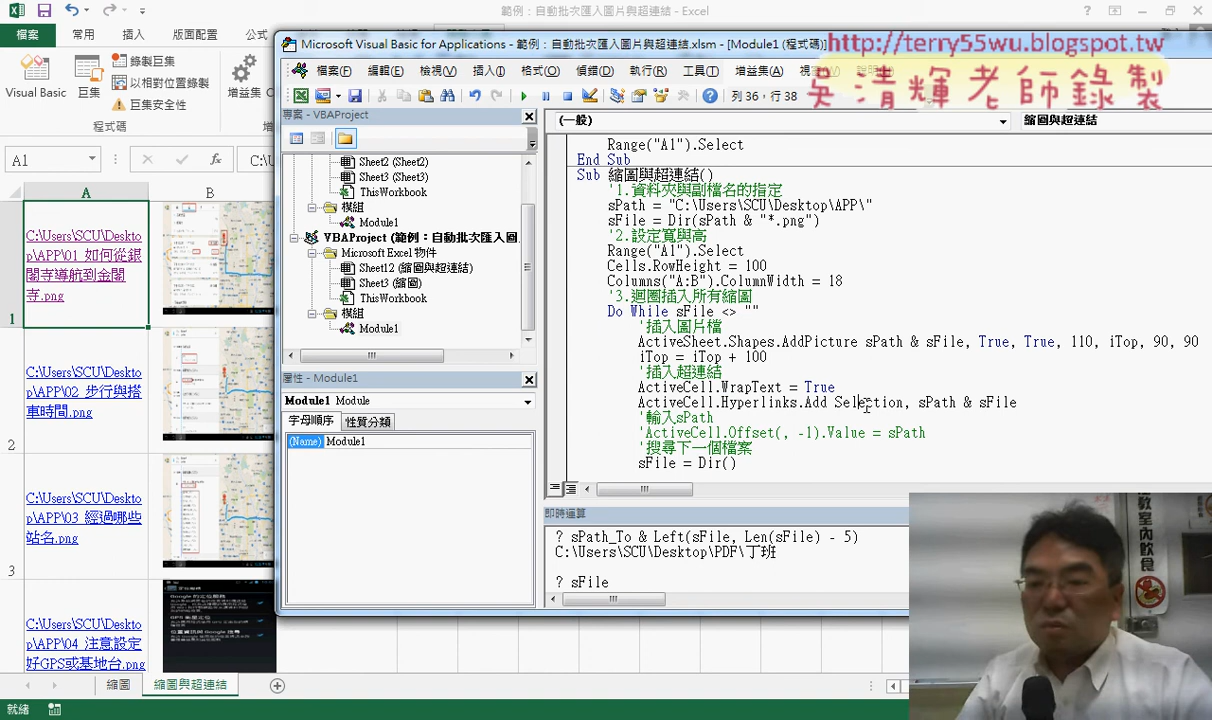 範例：自動批次匯入圖片與超連結 - Excel
檔案
常用
插入
版面配置
公式
Visual Basic
巨集
錄製巨集
以相對位置錄製
巨集安全性
增益集
程式碼
A1
A
B
C:\Users\SCU\Desktop\APP\01 如何從銀閣寺導航到金閣寺.png
C:\Users\SCU\Desktop\APP\02 步行與搭車時間.png
C:\Users\SCU\Desktop\APP\03 經過哪些站名.png
C:\Users\SCU\Desktop\APP\04 注意設定好GPS或基地台.png
1
2
3
縮圖
縮圖與超連結
就緒
Microsoft Visual Basic for Applications - 範例：自動批次匯入圖片與超連結.xlsm - [Module1 (程式碼)]
http://terry55wu.blogspot.tw
吳清輝老師錄製
檔案(F)
編輯(E)
檢視(V)
插入(I)
格式(O)
偵錯(D)
執行(R)
工具(T)
增益集(A)
列 36，行 38
專案 - VBAProject
Sheet2 (Sheet2)
Sheet3 (Sheet3)
ThisWorkbook
模組
Module1
VBAProject (範例：自動批次匯入圖
Microsoft Excel 物件
Sheet12 (縮圖與超連結)
Sheet3 (縮圖)
ThisWorkbook
模組
Module1
屬性 - Module1
Module1 Module
字母順序
性質分類
(Name) Module1
(一般)
縮圖與超連結
Range("A1").Select
End Sub
Sub 縮圖與超連結()
'1.資料夾與副檔名的指定
sPath = "C:\Users\SCU\Desktop\APP\"
sFile = Dir(sPath & "*.png")
'2.設定寬與高
Range("A1").Select
Cells.RowHeight = 100
Columns("A:B").ColumnWidth = 18
'3.迴圈插入所有縮圖
Do While sFile <> ""
'插入圖片檔
ActiveSheet.Shapes.AddPicture sPath & sFile, True, True, 110, iTop, 90, 90
iTop = iTop + 100
'插入超連結
ActiveCell.WrapText = True
ActiveCell.Hyperlinks.Add Selection, sPath & sFile
'輸入sPath
'ActiveCell.Offset(, -1).Value = sPath
'搜尋下一個檔案
sFile = Dir()
即時運算
? sPath_To & Left(sFile, Len(sFile) - 5)
C:\Users\SCU\Desktop\PDF\丁班
? sFile
教室內飲食